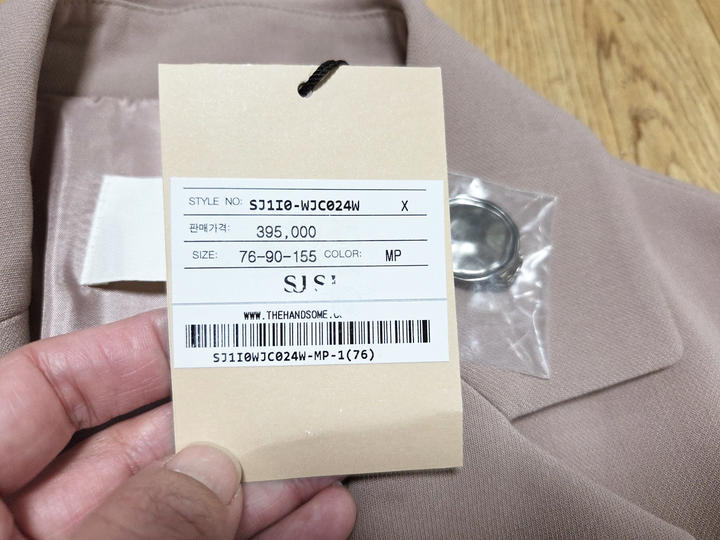 STYLE NO: SJ1I0-WJC024W X
판매가격: 395,000
SIZE: 76-90-155 COLOR: MP
SJ S
WWW.THEHANDSOME.C
SJ1I0WJC024W-MP-1(76)